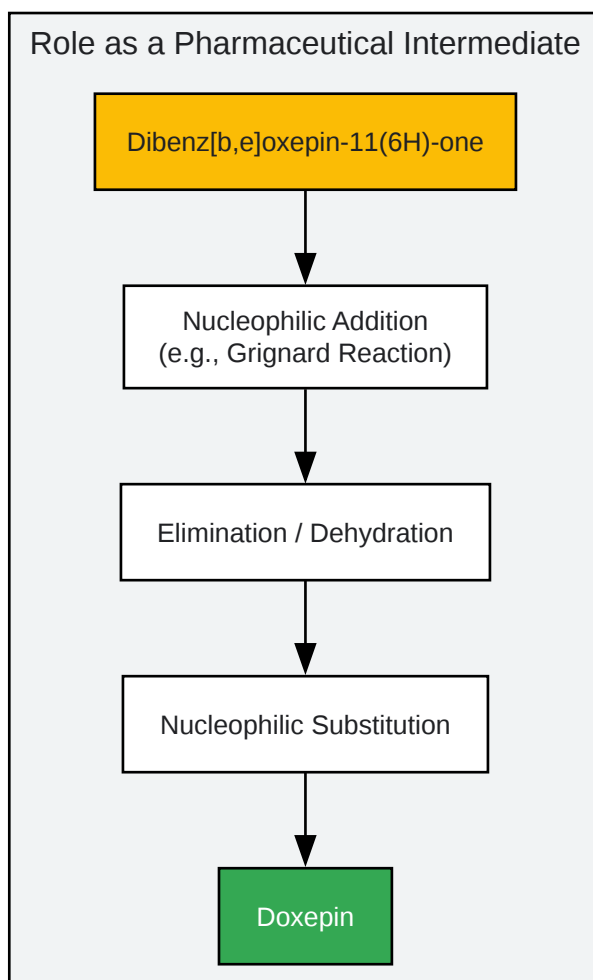 Role as a Pharmaceutical Intermediate
Dibenz[b,e]oxepin-11(6H)-one
Nucleophilic Addition
(e.g., Grignard Reaction)
Elimination / Dehydration
Nucleophilic Substitution
Doxepin